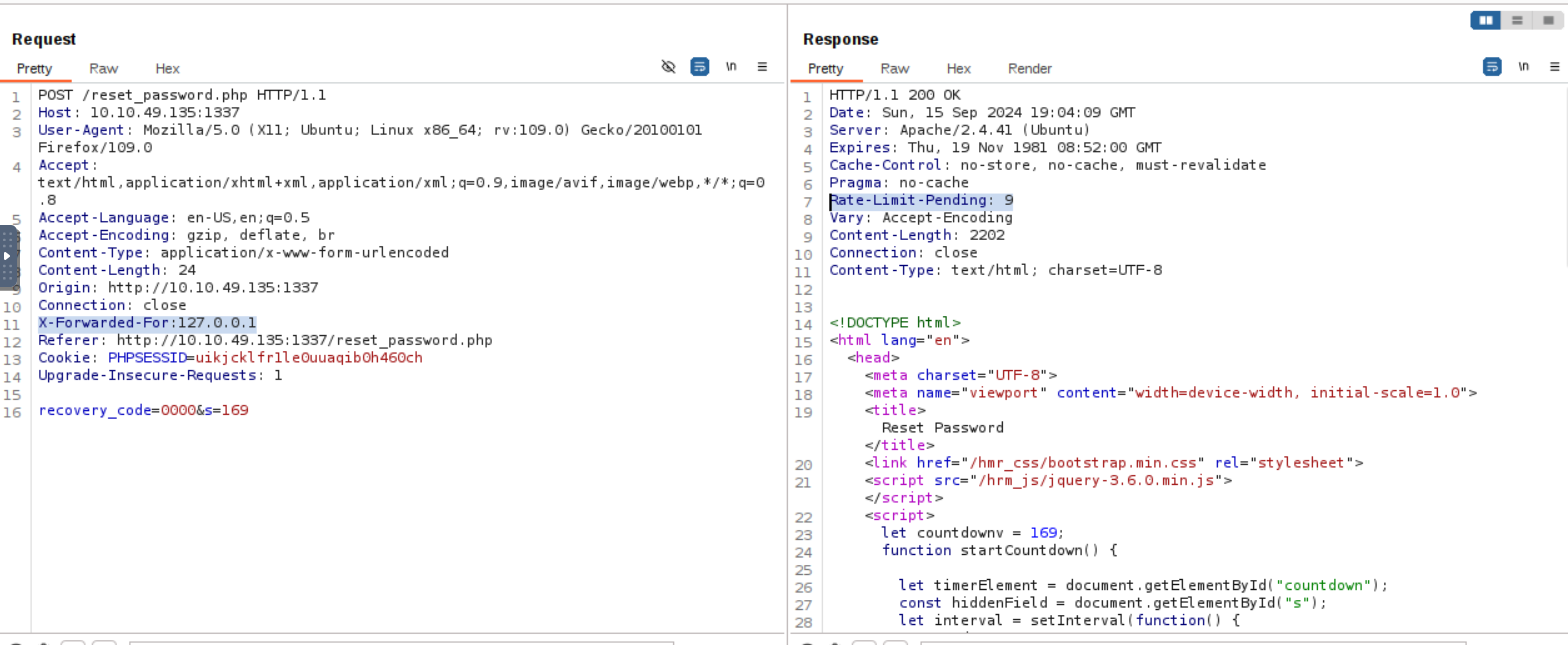 Request
Pretty Raw Hex \n
1 POST /reset_password.php HTTP/1.1
2 Host: 10.10.49.135:1337
3 User-Agent: Mozilla/5.0 (X11; Ubuntu; Linux x86_64; rv:109.0) Gecko/20100101
Firefox/109.0
4 Accept:
text/html,application/xhtml+xml,application/xml;q=0.9,image/avif,image/webp,*/*;q=0
.8
5 Accept-Language: en-US,en;q=0.5
Accept-Encoding: gzip, deflate, br
Content-Type: application/x-www-form-urlencoded
Content-Length: 24
9 Origin: http://10.10.49.135:1337
10 Connection: close
11 X-Forwarded-For:127.0.0.1
12 Referer: http://10.10.49.135:1337/reset_password.php
13 Cookie: PHPSESSID=uikjcklfr1le0uuaqib0h460ch
14 Upgrade-Insecure-Requests: 1
15
16 recovery_code=0000&s=169
Response
Pretty Raw Hex Render \n
1 HTTP/1.1 200 OK
2 Date: Sun, 15 Sep 2024 19:04:09 GMT
3 Server: Apache/2.4.41 (Ubuntu)
4 Expires: Thu, 19 Nov 1981 08:52:00 GMT
5 Cache-Control: no-store, no-cache, must-revalidate
6 Pragma: no-cache
7 Rate-Limit-Pending: 9
8 Vary: Accept-Encoding
9 Content-Length: 2202
10 Connection: close
11 Content-Type: text/html; charset=UTF-8
12
13
14 <!DOCTYPE html>
15 <html lang="en">
16 <head>
17 <meta charset="UTF-8">
18 <meta name="viewport" content="width=device-width, initial-scale=1.0">
19 <title>
Reset Password
</title>
20 <link href="/hmr_css/bootstrap.min.css" rel="stylesheet">
21 <script src="/hrm_js/jquery-3.6.0.min.js">
</script>
22 <script>
23 let countdownv = 169;
24 function startCountdown() {
25
26 let timerElement = document.getElementById("countdown");
27 const hiddenField = document.getElementById("s");
28 let interval = setInterval(function() {